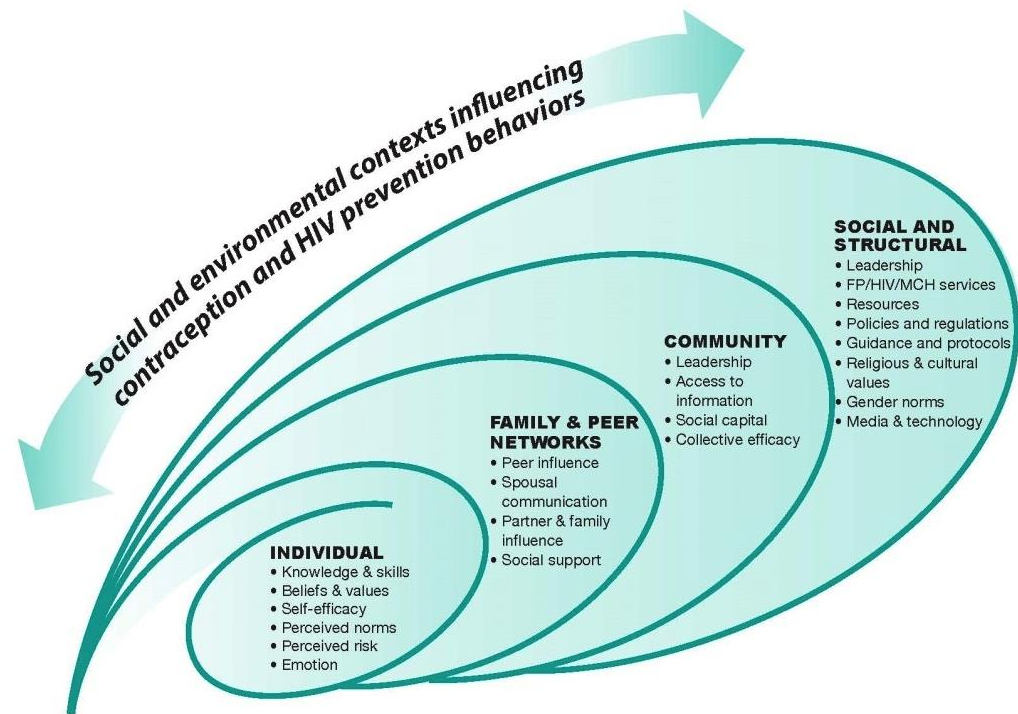 Social and environmental contexts influencing
contraception and HIV prevention behaviors
INDIVIDUAL
• Knowledge & skills
• Beliefs & values
• Self-efficacy
• Perceived norms
• Perceived risk
• Emotion
FAMILY & PEER
NETWORKS
• Peer influence
• Spousal
communication
• Partner & family
influence
• Social support
COMMUNITY
• Leadership
• Access to
information
• Social capital
• Collective efficacy
SOCIAL AND
STRUCTURAL
• Leadership
• FP/HIV/MCH services
• Resources
• Policies and regulations
• Guidance and protocols
• Religious & cultural
values
• Gender norms
• Media & technology